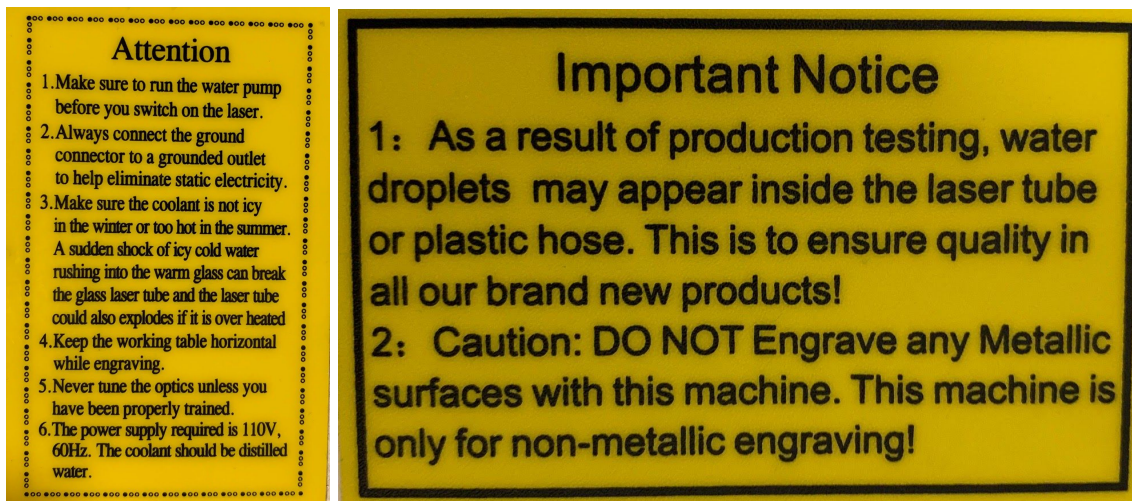 Attention
1.Make sure to run the water pump
before you switch on the laser.
2.Always connect the ground
connector to a grounded outlet
to help eliminate static electricity.
3.Make sure the coolant is not icy
in the winter or too hot in the summer.
A sudden shock of icy cold water
rushing into the warm glass can break
the glass laser tube and the laser tube
could also explodes if it is over heated
4.Keep the working table horizontal
while engraving.
5.Never tune the optics unless you
have been properly trained.
6.The power supply required is 110V,
60Hz. The coolant should be distilled
water.
Important Notice
1: As a result of production testing, water
droplets may appear inside the laser tube
or plastic hose. This is to ensure quality in
all our brand new products!
2: Caution: DO NOT Engrave any Metallic
surfaces with this machine. This machine is
only for non-metallic engraving!